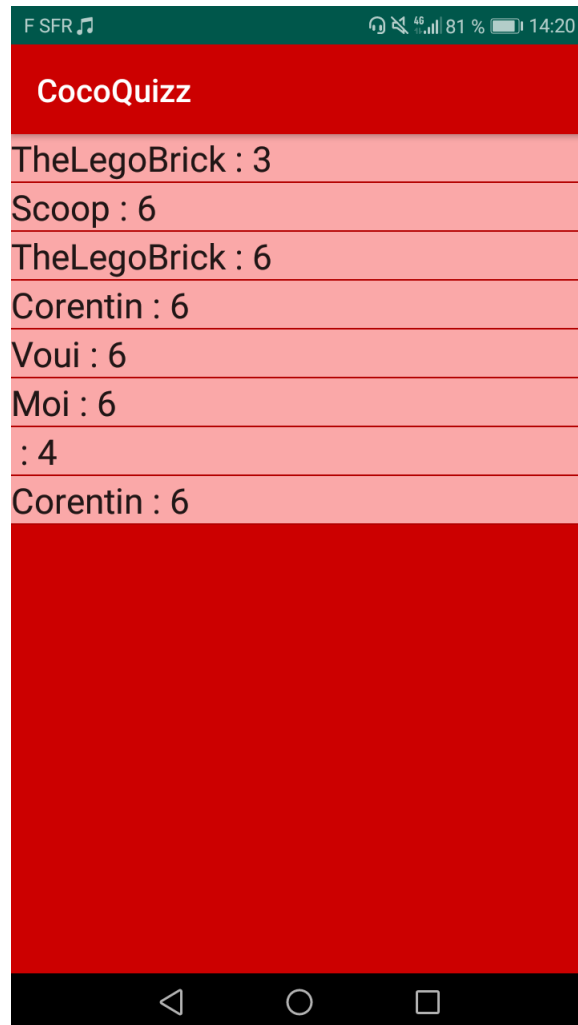 F SFR 46 81 % 14:20
CocoQuizz
TheLegoBrick : 3
Scoop : 6
TheLegoBrick : 6
Corentin : 6
Voui : 6
Moi : 6
: 4
Corentin : 6